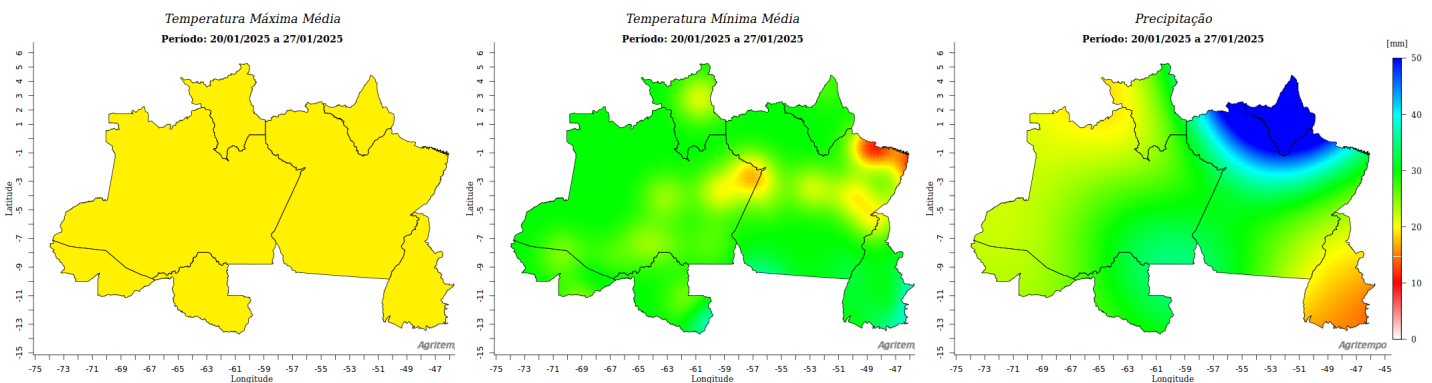 Temperatura Máxima Média
Período: 20/01/2025 a 27/01/2025
Latitude
6
5
4
3
2
1
-1
-3
-5
-7
-9
-11
-13
-15
Agritem
-75 -73 -71 -69 -67 -65 -63 -61 -59 -57 -55 -53 -51 -49 -47
Longitude
Temperatura Mínima Média
Período: 20/01/2025 a 27/01/2025
Latitude
6
5
4
3
2
1
-1
-3
-5
-7
-9
-11
-13
-15
Agritem
-75 -73 -71 -69 -67 -65 -63 -61 -59 -57 -55 -53 -51 -49 -47
Longitude
Precipitação
Período: 20/01/2025 a 27/01/2025
Latitude
6
5
4
3
2
1
-1
-3
-5
-7
-9
-11
-13
-15
Agritempo
-75 -73 -71 -69 -67 -65 -63 -61 -59 -57 -55 -53 -51 -49 -47 -45
Longitude
[mm]
50
40
30
20
10
0